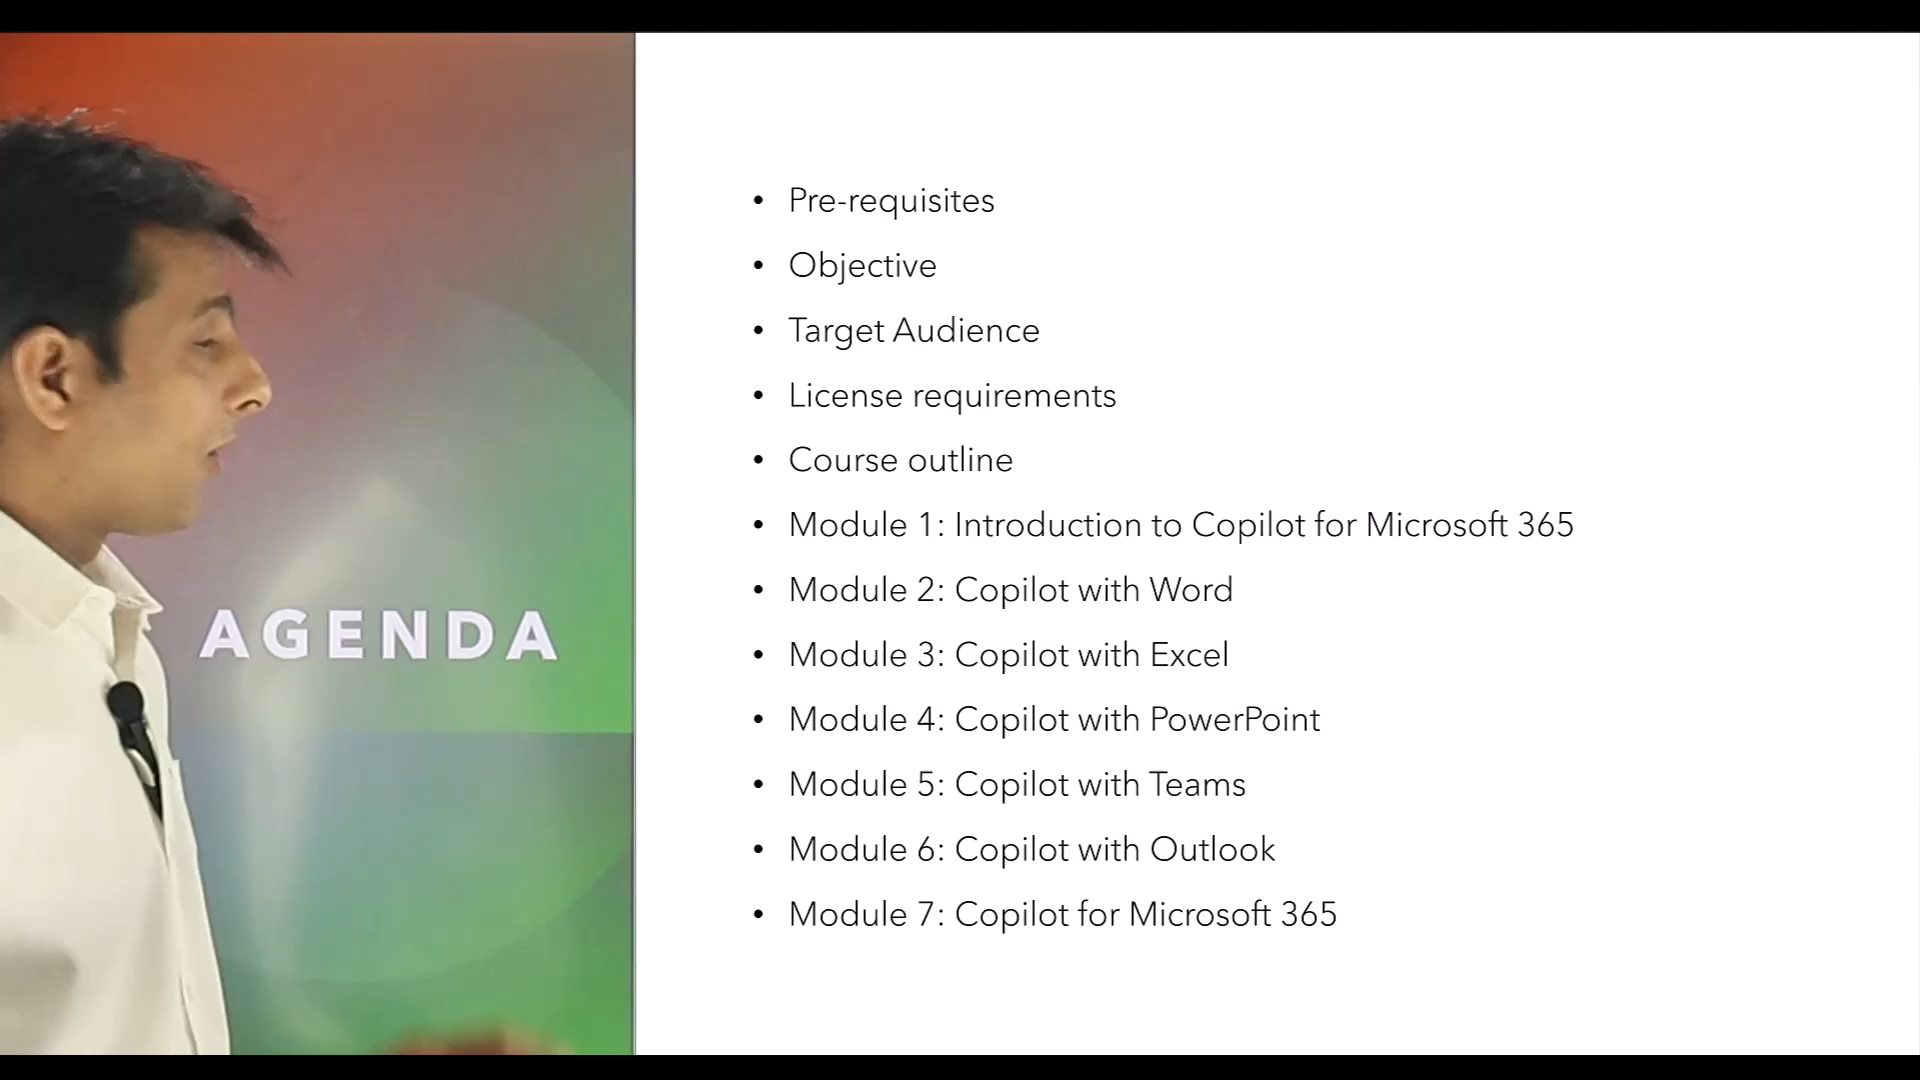 AGENDA
• Pre-requisites
• Objective
• Target Audience
• License requirements
• Course outline
• Module 1: Introduction to Copilot for Microsoft 365
• Module 2: Copilot with Word
• Module 3: Copilot with Excel
• Module 4: Copilot with PowerPoint
• Module 5: Copilot with Teams
• Module 6: Copilot with Outlook
• Module 7: Copilot for Microsoft 365